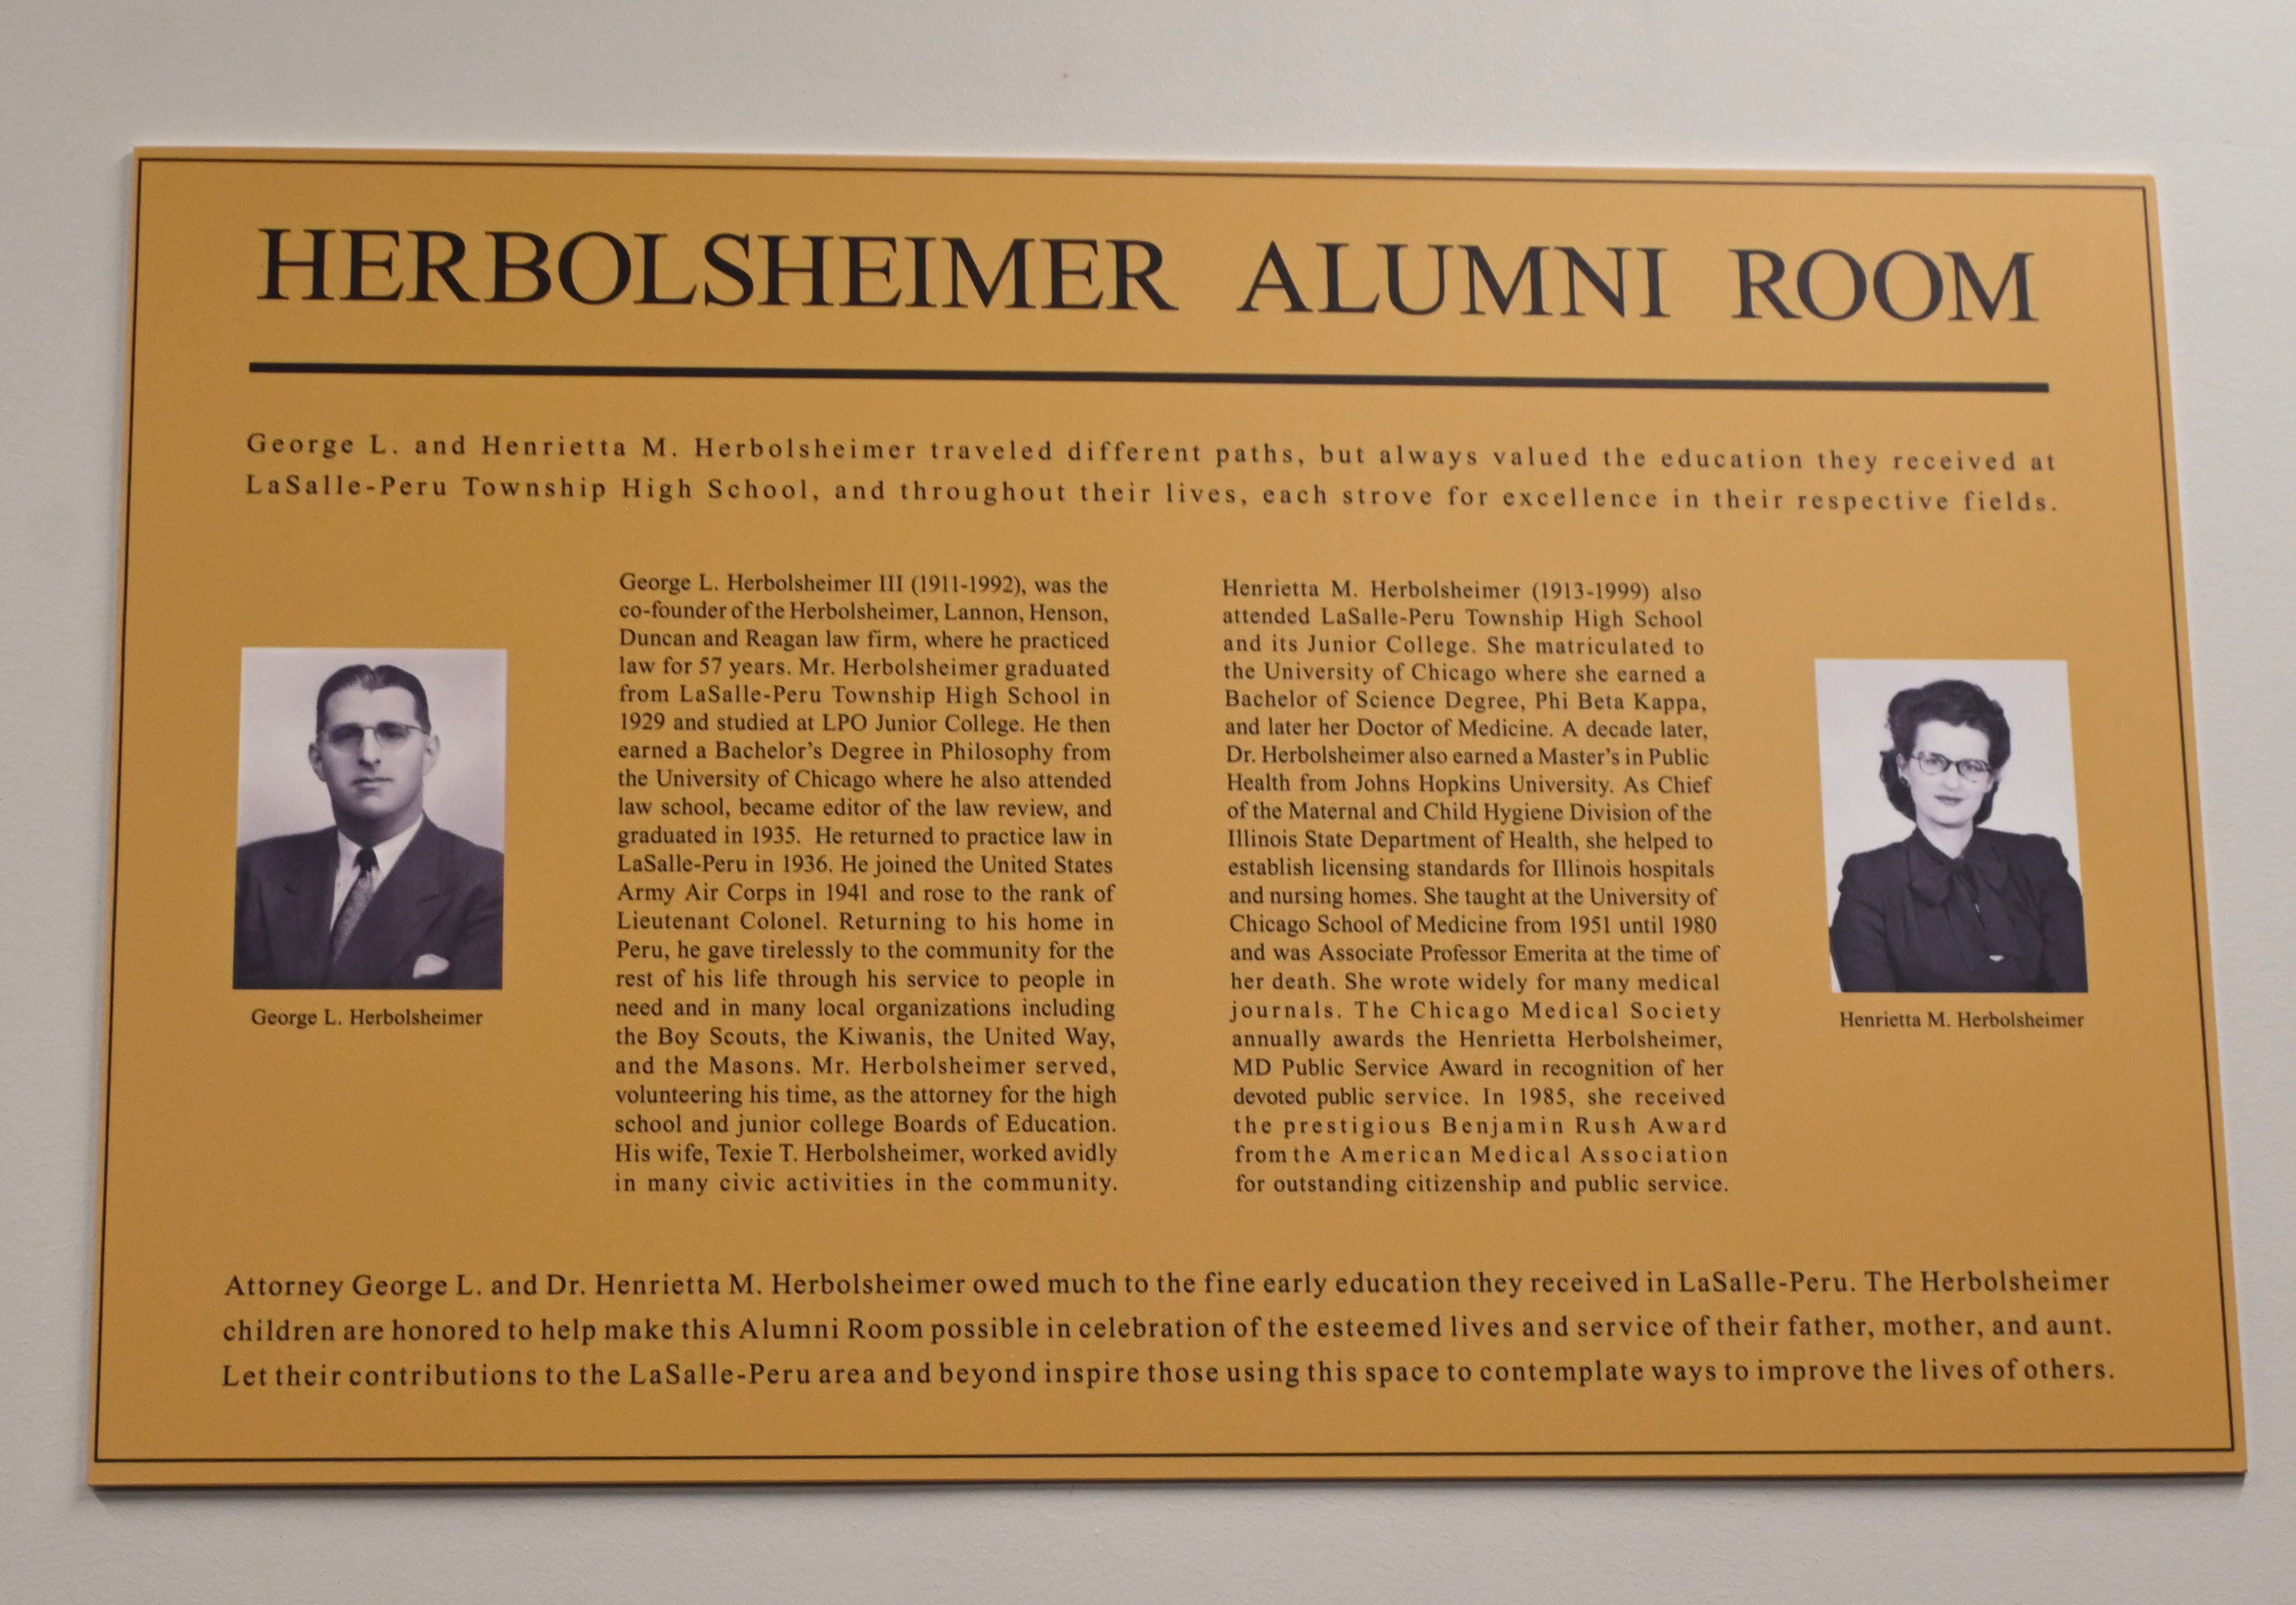 HERBOLSHEIMER ALUMNI ROOM
George L. and Henrietta M. Herbolsheimer traveled different paths, but always valued the education they received at
LaSalle-Peru Township High School, and throughout their lives, each strove for excellence in their respective fields.
George L. Herbolsheimer III (1911-1992), was the
co-founder of the Herbolsheimer, Lannon, Henson,
Duncan and Reagan law firm, where he practiced
law for 57 years. Mr. Herbolsheimer graduated
from LaSalle-Peru Township High School in
1929 and studied at LPO Junior College. He then
earned a Bachelor's Degree in Philosophy from
the University of Chicago where he also attended
law school, became editor of the law review, and
graduated in 1935. He returned to practice law in
LaSalle-Peru in 1936. He joined the United States
Army Air Corps in 1941 and rose to the rank of
Lieutenant Colonel. Returning to his home in
Peru, he gave tirelessly to the community for the
rest of his life through his service to people in
need and in many local organizations including
the Boy Scouts, the Kiwanis, the United Way,
and the Masons. Mr. Herbolsheimer served,
volunteering his time, as the attorney for the high
school and junior college Boards of Education.
His wife, Texie T. Herbolsheimer, worked avidly
in many civic activities in the community.
George L. Herbolsheimer
Henrietta M. Herbolsheimer (1913-1999) also
attended LaSalle-Peru Township High School
and its Junior College. She matriculated to
the University of Chicago where she earned a
Bachelor of Science Degree, Phi Beta Kappa,
and later her Doctor of Medicine. A decade later,
Dr. Herbolsheimer also earned a Master's in Public
Health from Johns Hopkins University. As Chief
of the Maternal and Child Hygiene Division of the
Illinois State Department of Health, she helped to
establish licensing standards for Illinois hospitals
and nursing homes. She taught at the University of
Chicago School of Medicine from 1951 until 1980
and was Associate Professor Emerita at the time of
her death. She wrote widely for many medical
journals. The Chicago Medical Society
annually awards the Henrietta Herbolsheimer,
MD Public Service Award in recognition of her
devoted public service. In 1985, she received
the prestigious Benjamin Rush Award
from the American Medical Association
for outstanding citizenship and public service.
Henrietta M. Herbolsheimer
Attorney George L. and Dr. Henrietta M. Herbolsheimer owed much to the fine early education they received in LaSalle-Peru. The Herbolsheimer
children are honored to help make this Alumni Room possible in celebration of the esteemed lives and service of their father, mother, and aunt.
Let their contributions to the LaSalle-Peru area and beyond inspire those using this space to contemplate ways to improve the lives of others.